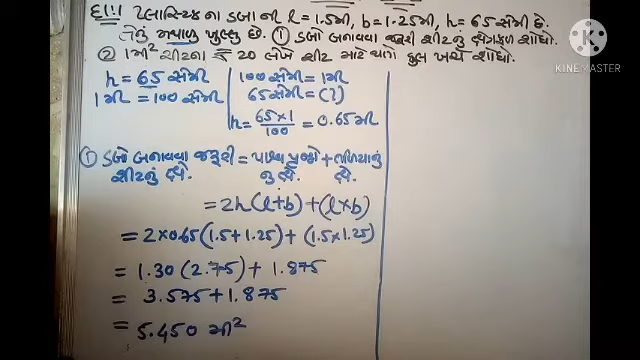 દા:1 પ્લાસ્ટિક ના ડબા ની l = 1.5મી, b = 1.25મી, h = 65 સેમી છે.
તેનું મથાળુ ખુલ્લુ છે. ① ડબો બનાવવા જરૂરી શીટનું ક્ષેત્રફળ શોધો.
② 1મી² શીટના ₹ 20 લેખે શીટ માટે થતો કુલ ખર્ચ શોધો.
KINEMASTER
h = 65 સેમી
1 મી = 100 સેમી
100 સેમી = 1મી
65 સેમી = (?)
h = 65 × 1 / 100 = 0.65મી
① ડબો બનાવવા જરૂરી = પાર્શ્વ પૃષ્ઠો + તળિયાનું
શીટનું ક્ષે. નુ ક્ષે. ક્ષે.
= 2h (l+b) + (l×b)
= 2×0.65 (1.5+1.25) + (1.5×1.25)
= 1.30 (2.75) + 1.875
= 3.575 + 1.875
= 5.450 મી²